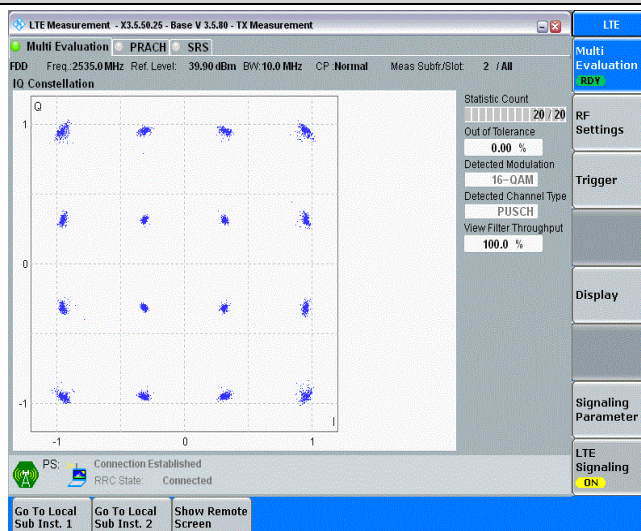 LTE Measurement - X3.5.50.25 - Base V 3.5.80 - TX Measurement
LTE
Multi Evaluation PRACH SRS
FDD Freq.:2535.0 MHz Ref. Level: 39.90 dBm BW:10.0 MHz CP :Normal Meas Subfr./Slot: 2 / All
IQ Constellation
Q
1
0
-1
I
-1 0 1
Statistic Count
20 / 20
Out of Tolerance
0.00 %
Detected Modulation
16-QAM
Detected Channel Type
PUSCH
View Filter Throughput
100.0 %
Multi
Evaluation
RDY
RF
Settings
Trigger
Display
Signaling
Parameter
LTE
Signaling
ON
PS: Connection Established
RRC State: Connected
Go To Local
Sub Inst. 1
Go To Local
Sub Inst. 2
Show Remote
Screen